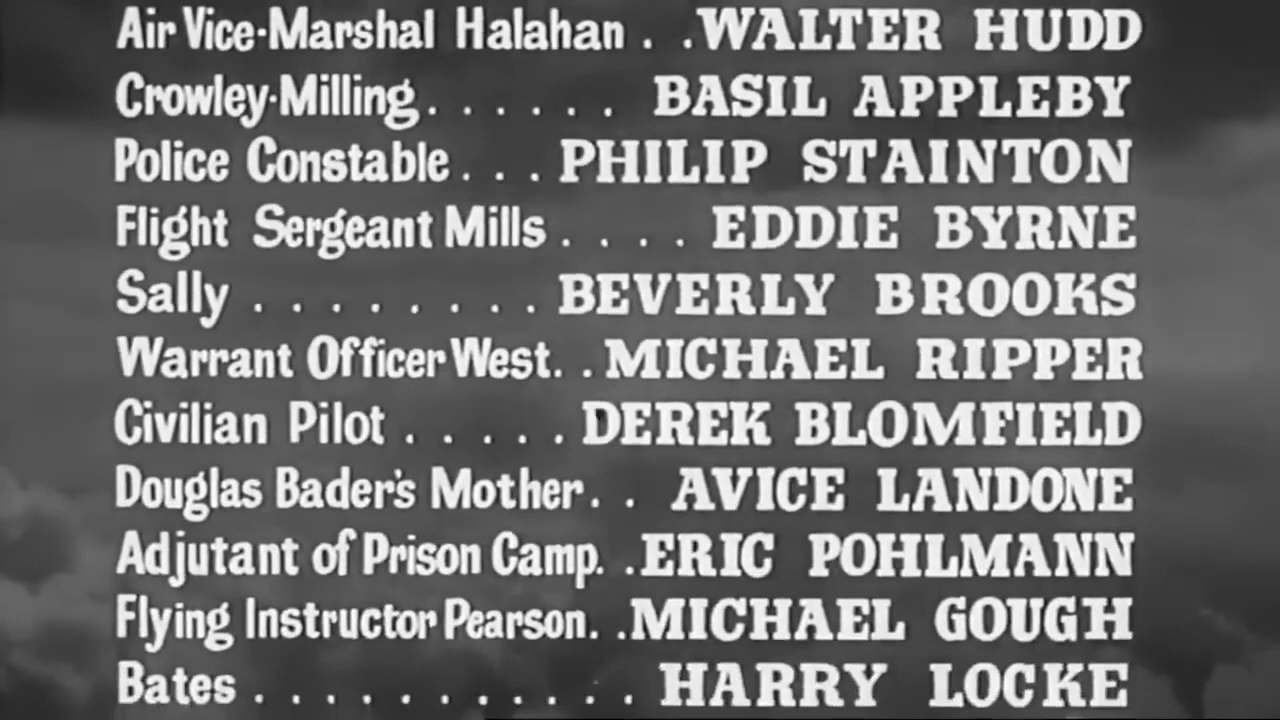 Air Vice-Marshal Halahan . .WALTER HUDD
Crowley-Milling. . . . . . BASIL APPLEBY
Police Constable. . . PHILIP STAINTON
Flight Sergeant Mills . . . . EDDIE BYRNE
Sally . . . . . . . . BEVERLY BROOKS
Warrant Officer West. . MICHAEL RIPPER
Civilian Pilot . . . . . DEREK BLOMFIELD
Douglas Bader's Mother. . AVICE LANDONE
Adjutant of Prison Camp. .ERIC POHLMANN
Flying Instructor Pearson. .MICHAEL GOUGH
Bates . . . . . . . . . . . HARRY LOCKE